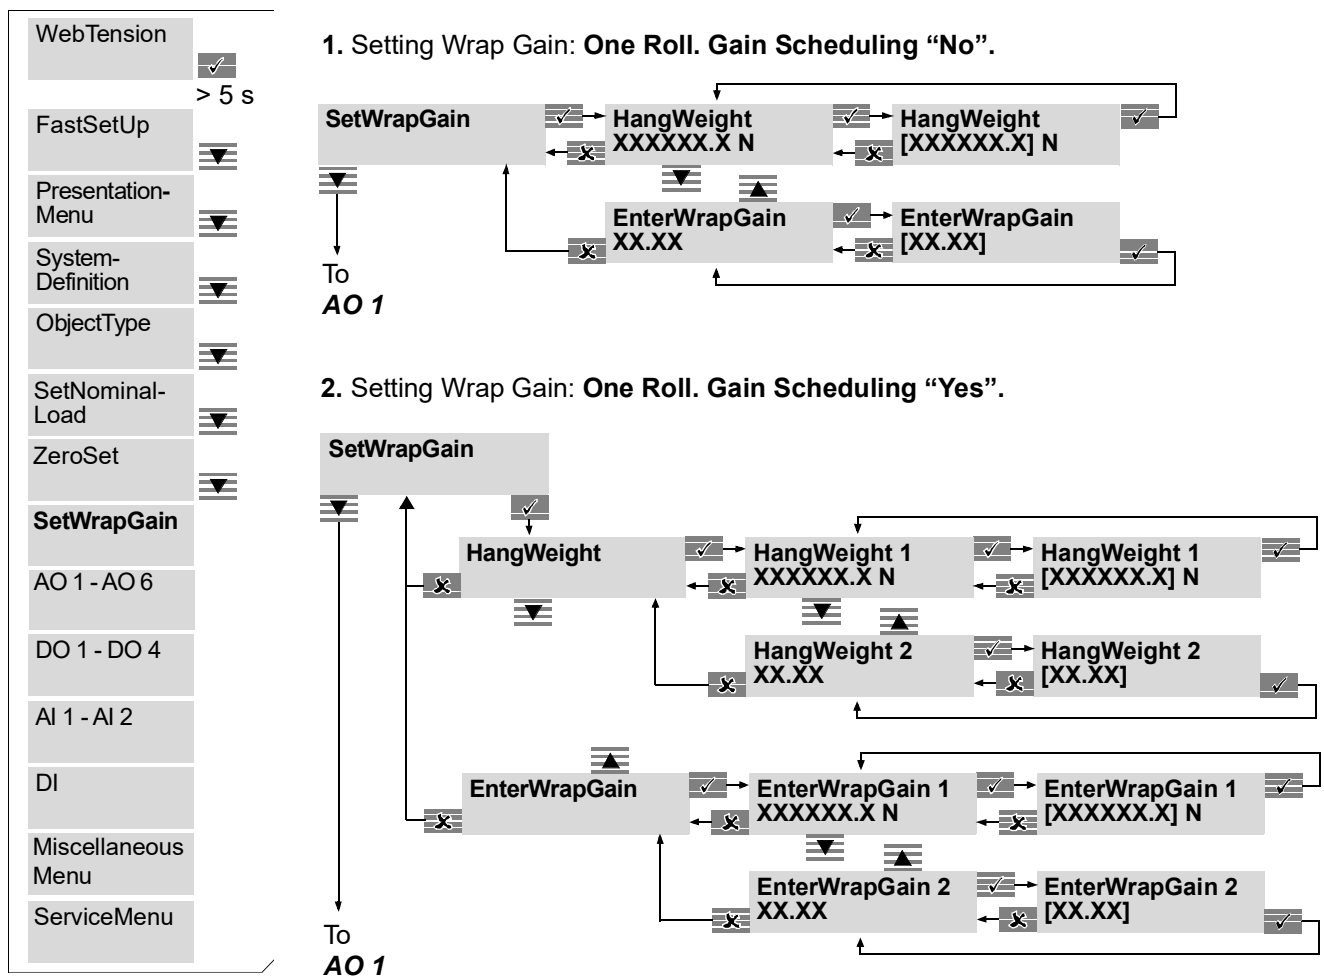 WebTension
> 5 s
FastSetUp
Presentation-
Menu
System-
Definition
ObjectType
SetNominal-
Load
ZeroSet
SetWrapGain
AO 1 - AO 6
DO 1 - DO 4
AI 1 - AI 2
DI
Miscellaneous
Menu
ServiceMenu
1. Setting Wrap Gain: One Roll. Gain Scheduling “No”.
SetWrapGain
HangWeight
XXXXXX.X N
HangWeight
[XXXXXX.X] N
EnterWrapGain
XX.XX
EnterWrapGain
[XX.XX]
To
AO 1
2. Setting Wrap Gain: One Roll. Gain Scheduling “Yes”.
SetWrapGain
HangWeight
HangWeight 1
XXXXXX.X N
HangWeight 1
[XXXXXX.X] N
HangWeight 2
XX.XX
HangWeight 2
[XX.XX]
EnterWrapGain
EnterWrapGain 1
XXXXXX.X N
EnterWrapGain 1
[XXXXXX.X] N
EnterWrapGain 2
XX.XX
EnterWrapGain 2
[XX.XX]
To
AO 1